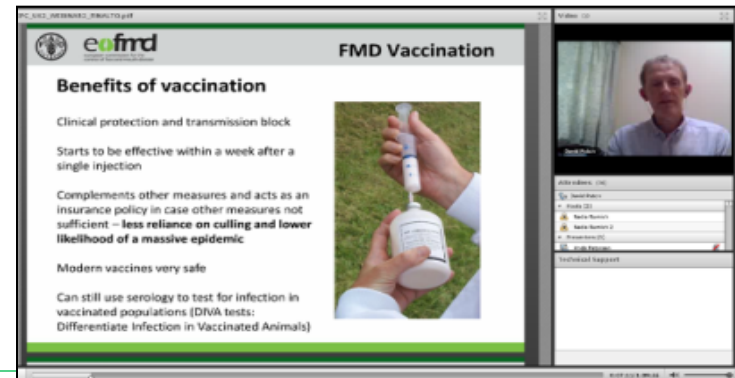 eofmd
FMD Vaccination
Benefits of vaccination
Clinical protection and transmission block
Starts to be effective within a week after a
single injection
Complements other measures and acts as an
insurance policy in case other measures not
sufficient – less reliance on culling and lower
likelihood of a massive epidemic
Modern vaccines very safe
Can still use serology to test for infection in
vaccinated populations (DIVA tests:
Differentiate Infection in Vaccinated Animals)
Video
Attendees
Technical Support